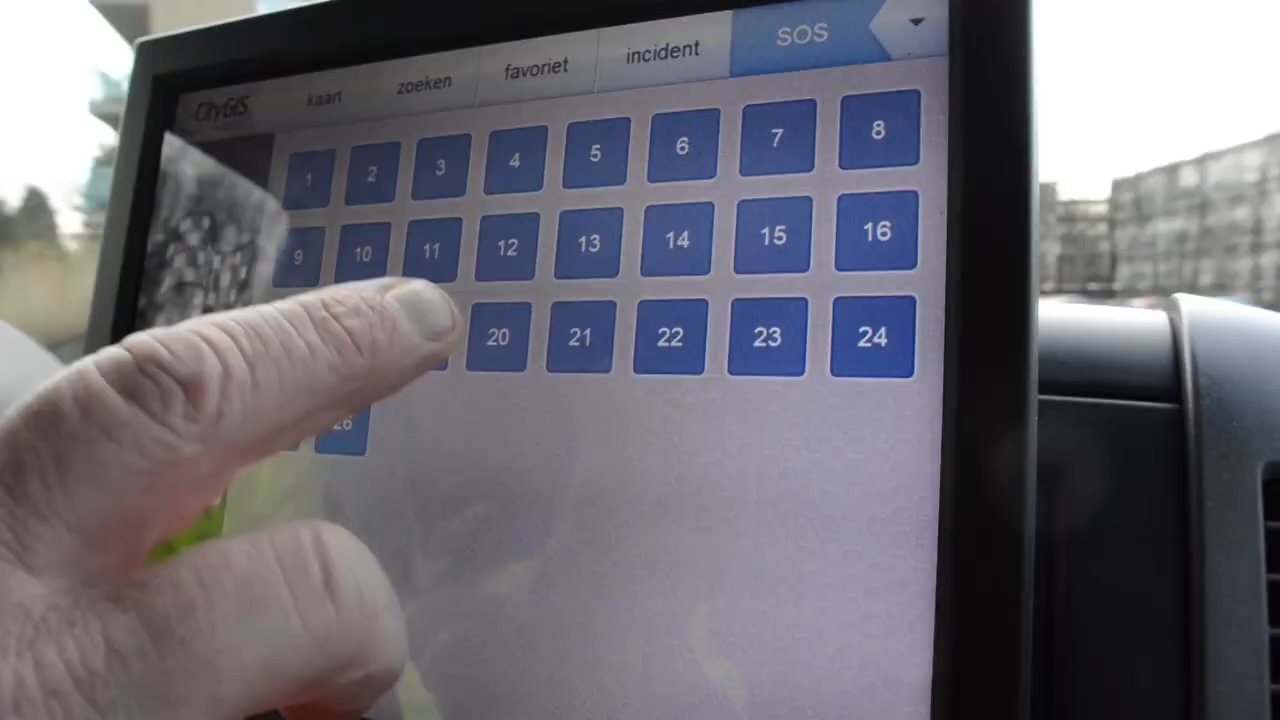 CityGIS kaart zoeken favoriet incident SOS
1 2 3 4 5 6 7 8
9 10 11 12 13 14 15 16
20 21 22 23 24
26